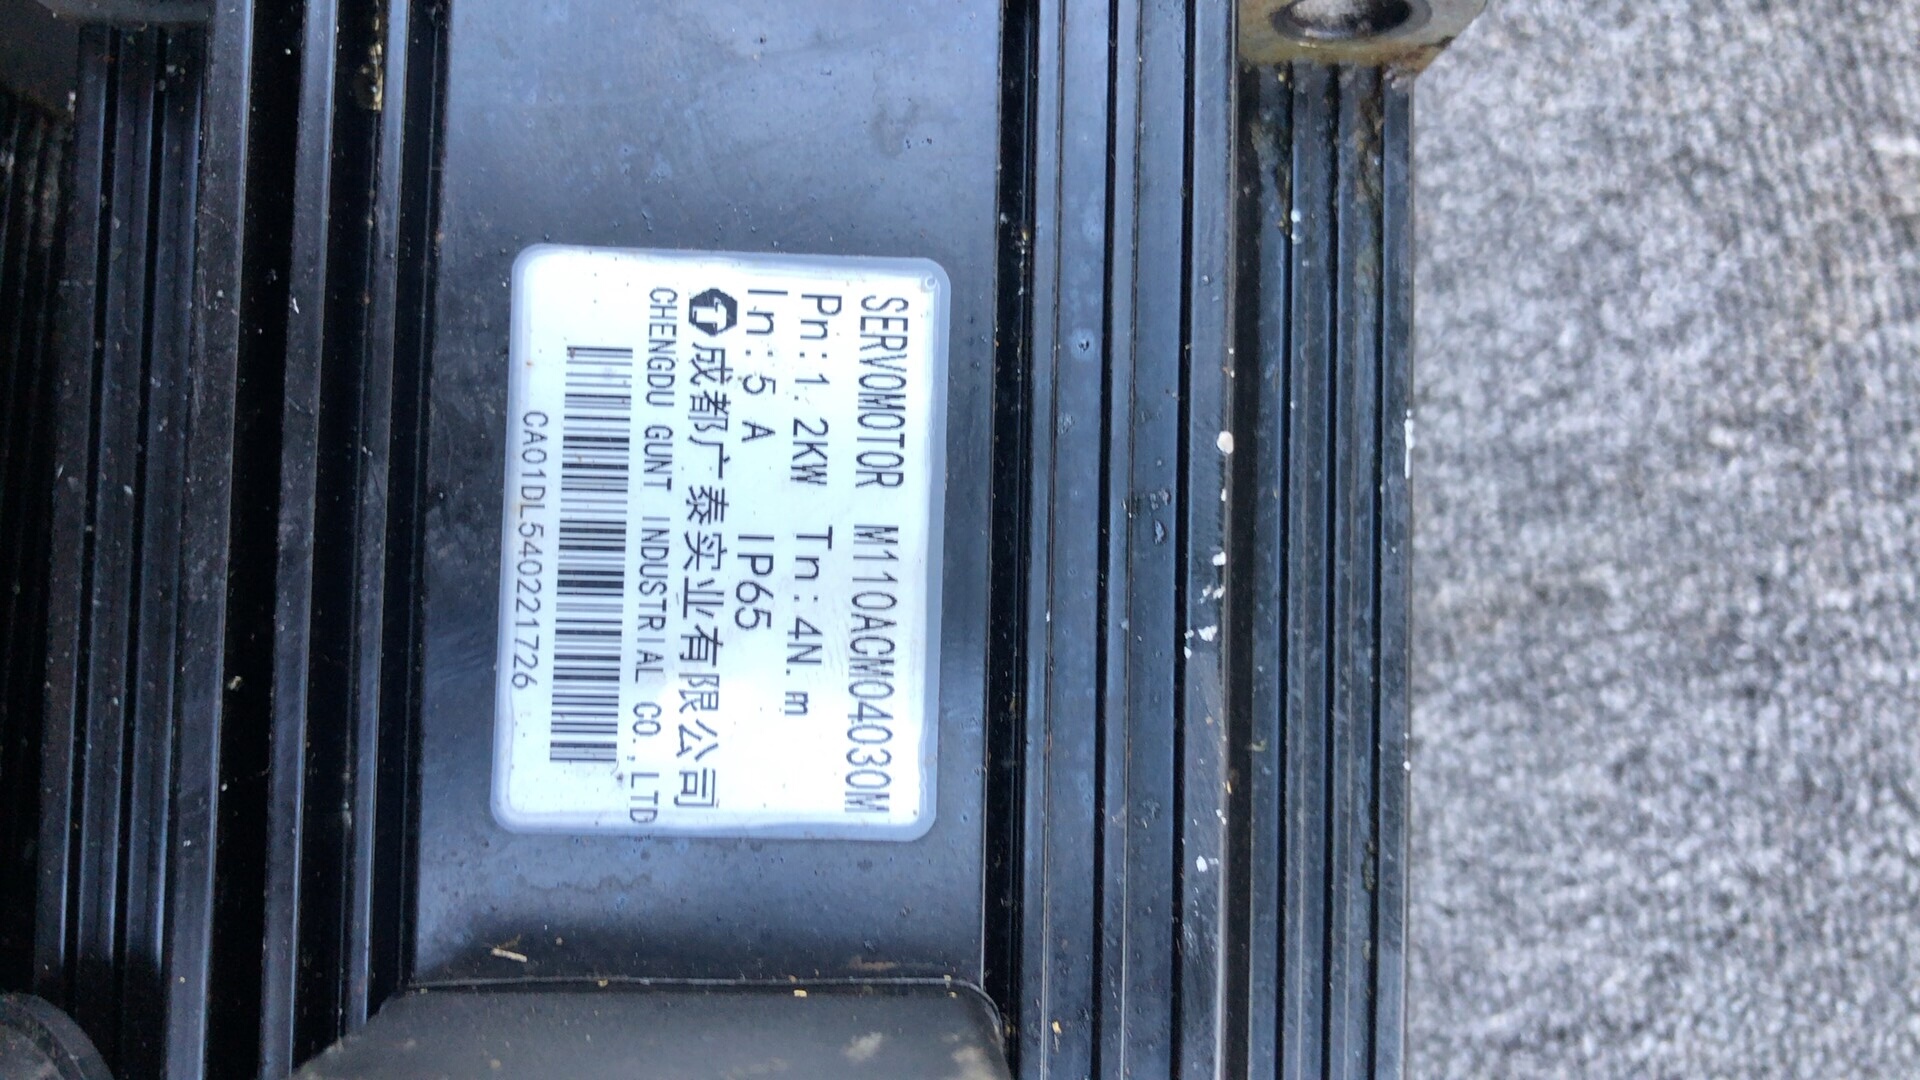 SERVOMOTOR M110ACM04030M
Pn:1.2KW Tn:4N.m
In:5 A IP65
成都广泰实业有限公司
CHENGDU GUNT INDUSTRIAL CO.,LTD
CA01DL540221726